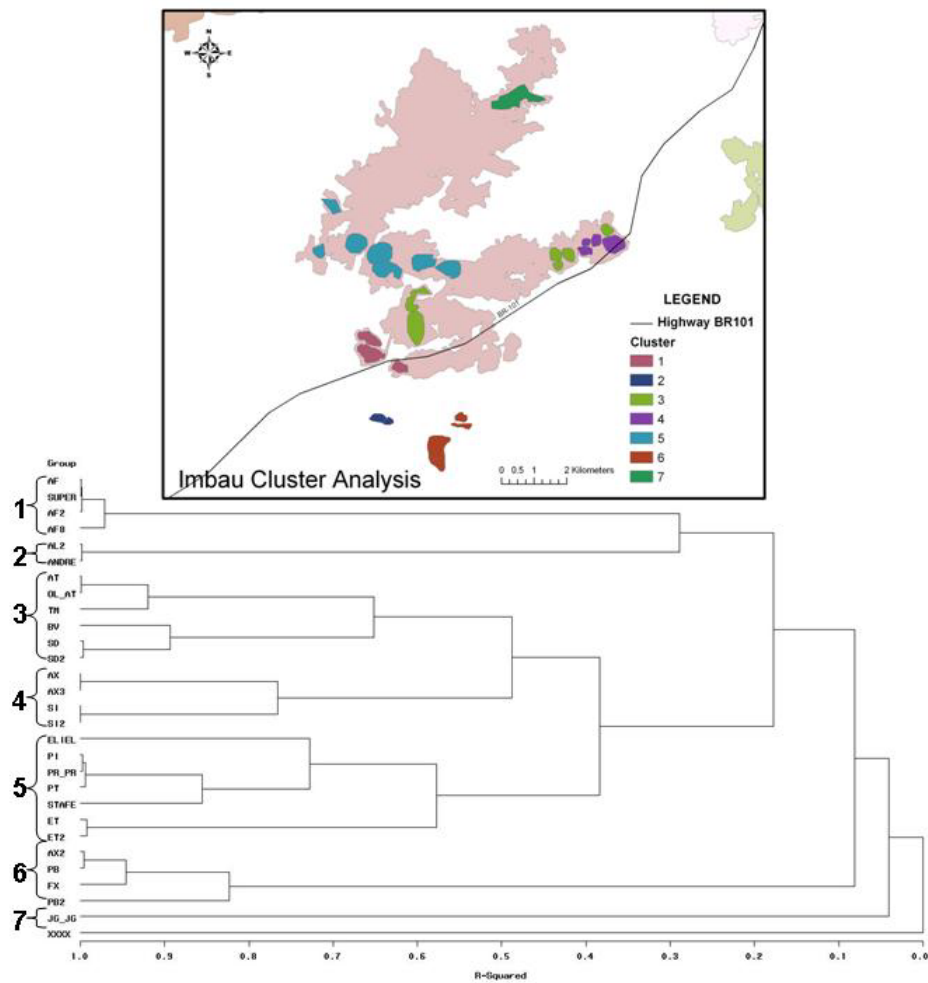 N
W E
S
BR-101
LEGEND
Highway BR101
Cluster
1
2
3
4
5
6
7
Imbau Cluster Analysis
0 0.5 1 2 Kilometers
Group
1
AF
SUPER
AF2
AF8
2
AL2
ANDRE
3
AT
OL_AT
TM
BV
SD
SD2
4
AX
AX3
SI
SI2
5
ELIEL
PI
PR_PR
PT
STAFE
ET
ET2
6
AX2
PB
FX
PB2
7
JG_JG
XXXX
1.0 0.9 0.8 0.7 0.6 0.5 0.4 0.3 0.2 0.1 0.0
R-Squared